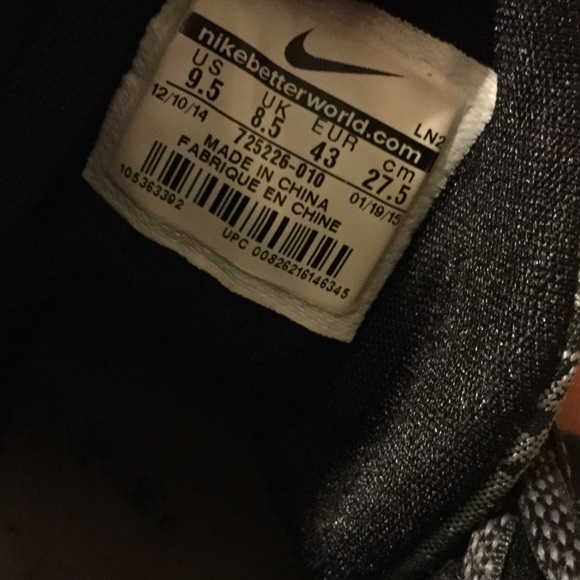 nikebetterworld.com
LN2
US UK EUR cm
9.5 8.5 43 27.5
12/10/14 725226-010 01/19/15
MADE IN CHINA
FABRIQUE EN CHINE
105363392
UPC 00826216146345